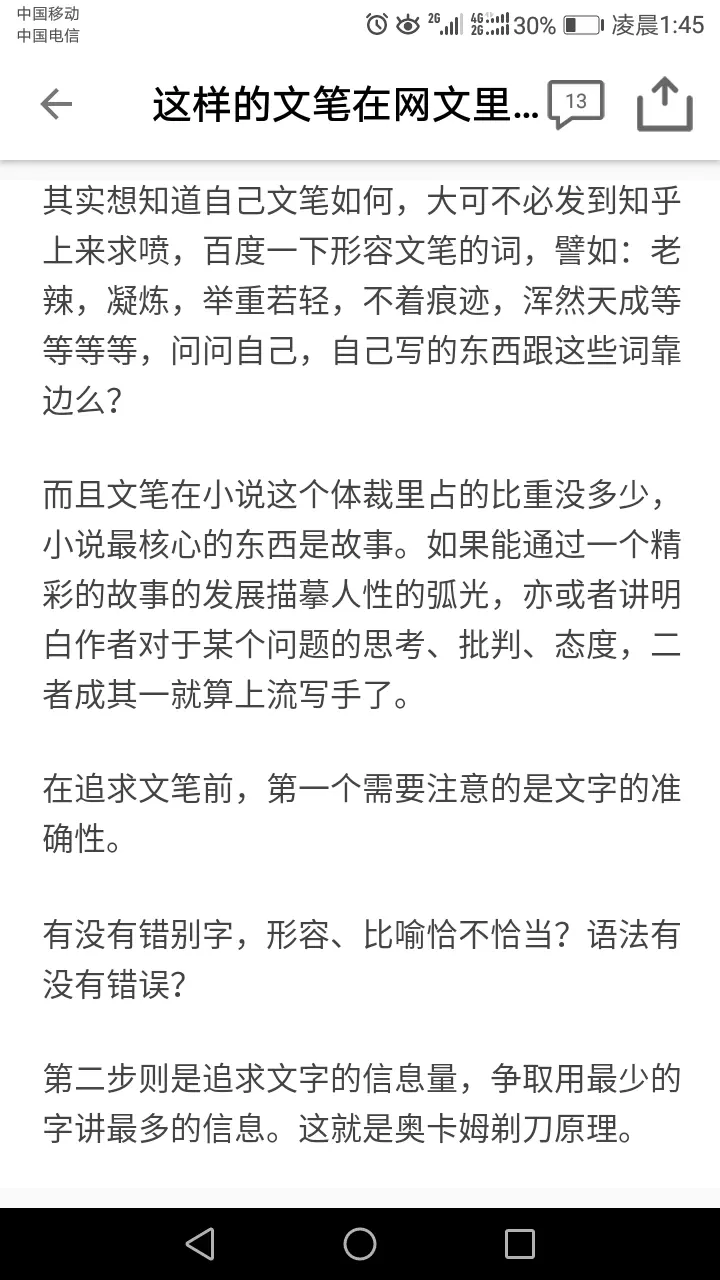 中国移动
中国电信
2G 4G 2G 30% 凌晨1:45
这样的文笔在网文里... 13
其实想知道自己文笔如何，大可不必发到知乎
上来求喷，百度一下形容文笔的词，譬如：老
辣，凝炼，举重若轻，不着痕迹，浑然天成等
等等等，问问自己，自己写的东西跟这些词靠
边么？
而且文笔在小说这个体裁里占的比重没多少，
小说最核心的东西是故事。如果能通过一个精
彩的故事的发展描摹人性的弧光，亦或者讲明
白作者对于某个问题的思考、批判、态度，二
者成其一就算上流写手了。
在追求文笔前，第一个需要注意的是文字的准
确性。
有没有错别字，形容、比喻恰不恰当？语法有
没有错误？
第二步则是追求文字的信息量，争取用最少的
字讲最多的信息。这就是奥卡姆剃刀原理。